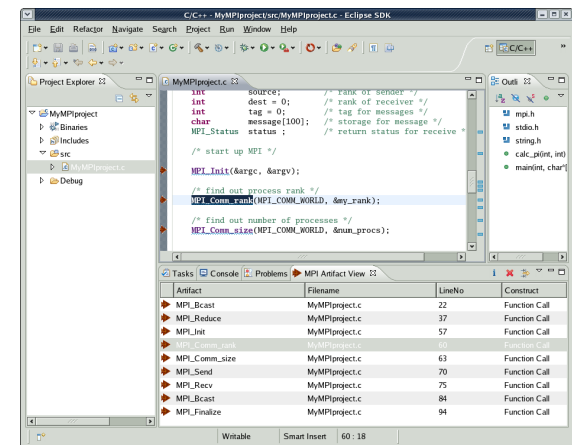 C/C++ - MyMPIproject/src/MyMPIproject.c - Eclipse SDK
File Edit Refactor Navigate Search Project Run Window Help
C/C++
Project Explorer
MyMPIproject
Binaries
Includes
src
MyMPIproject.c
Debug
MyMPIproject.c
int source; /* rank of sender */
int dest = 0; /* rank of receiver */
int tag = 0; /* tag for messages */
char message[100]; /* storage for message */
MPI_Status status ; /* return status for receive *
/* start up MPI */
MPI_Init(&argc, &argv);
/* find out process rank */
MPI_Comm_rank(MPI_COMM_WORLD, &my_rank);
/* find out number of processes */
MPI_Comm_size(MPI_COMM_WORLD, &num_procs);
Outli
mpi.h
stdio.h
string.h
calc_pi(int, int)
main(int, char*[
Tasks Console Problems MPI Artifact View
Artifact Filename LineNo Construct
MPI_Bcast MyMPIproject.c 22 Function Call
MPI_Reduce MyMPIproject.c 37 Function Call
MPI_Init MyMPIproject.c 57 Function Call
MPI_Comm_rank MyMPIproject.c 60 Function Call
MPI_Comm_size MyMPIproject.c 63 Function Call
MPI_Send MyMPIproject.c 70 Function Call
MPI_Recv MyMPIproject.c 75 Function Call
MPI_Bcast MyMPIproject.c 84 Function Call
MPI_Finalize MyMPIproject.c 94 Function Call
Writable Smart Insert 60 : 18